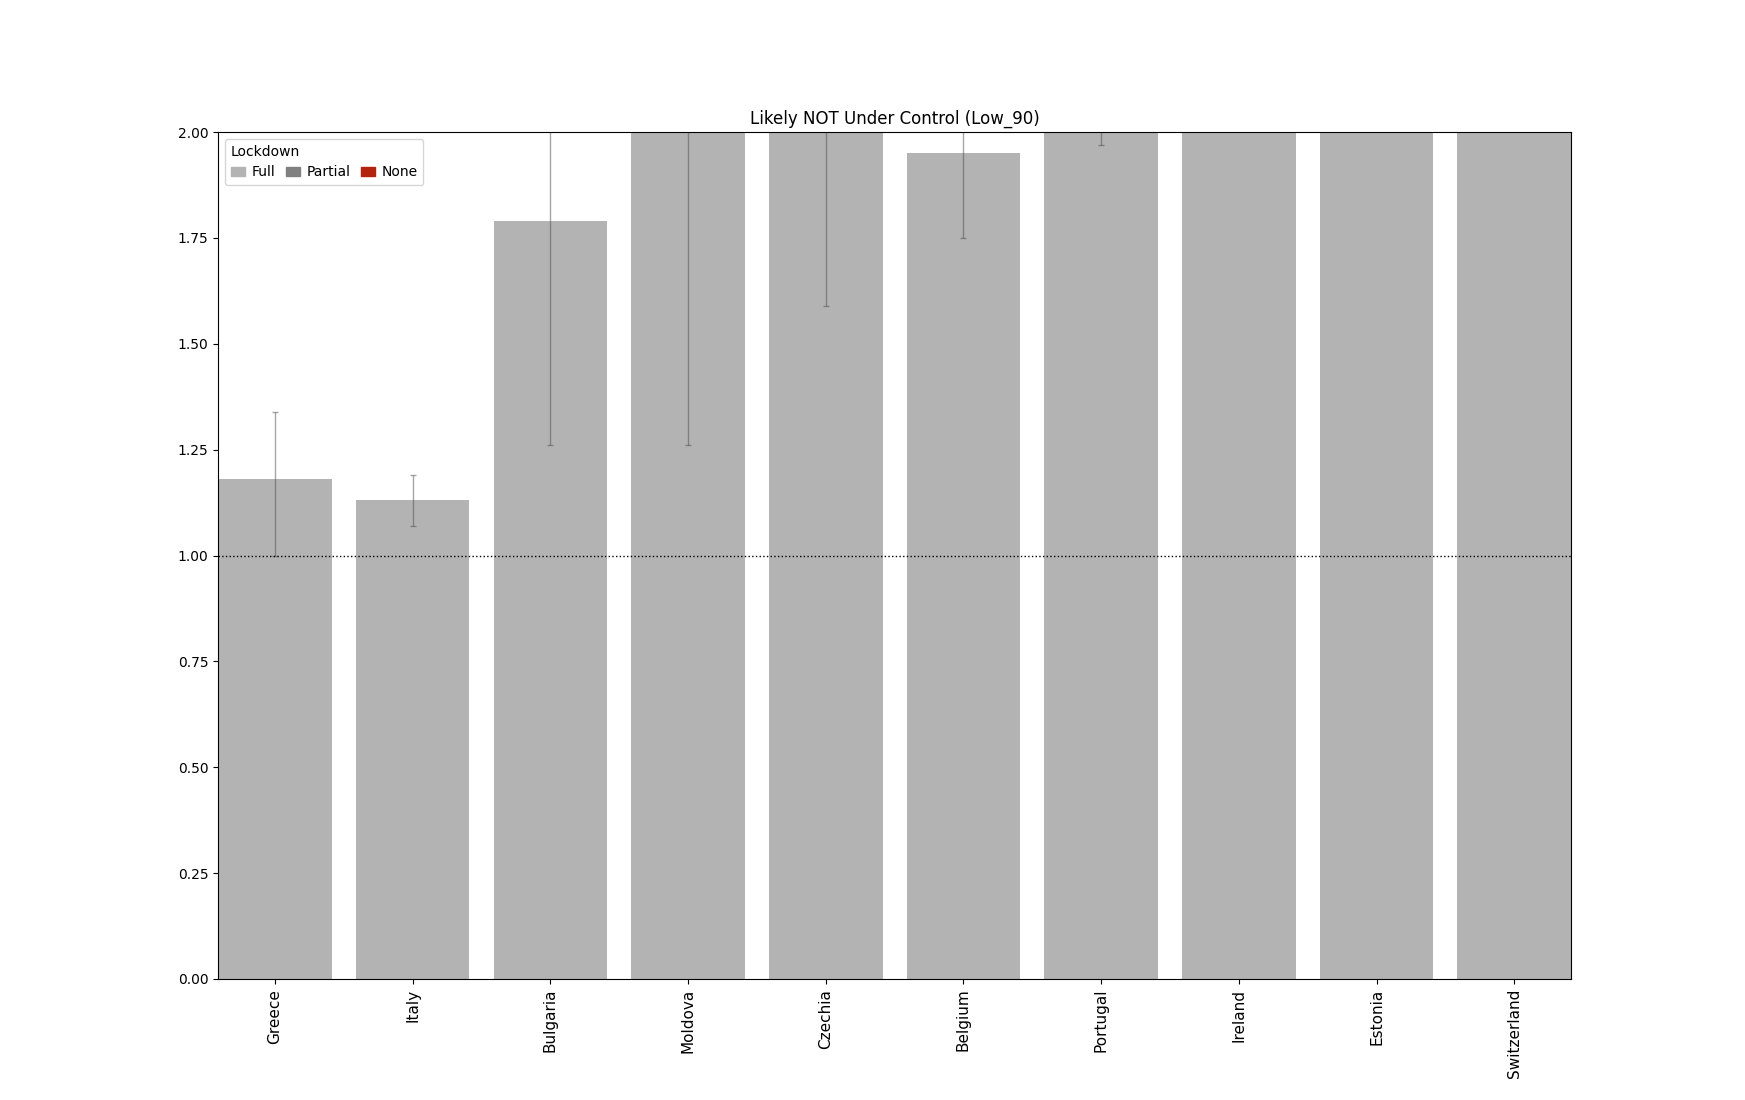 Likely NOT Under Control (Low_90)
Lockdown
Full Partial None
2.00
1.75
1.50
1.25
1.00
0.75
0.50
0.25
0.00
Greece
Italy
Bulgaria
Moldova
Czechia
Belgium
Portugal
Ireland
Estonia
Switzerland